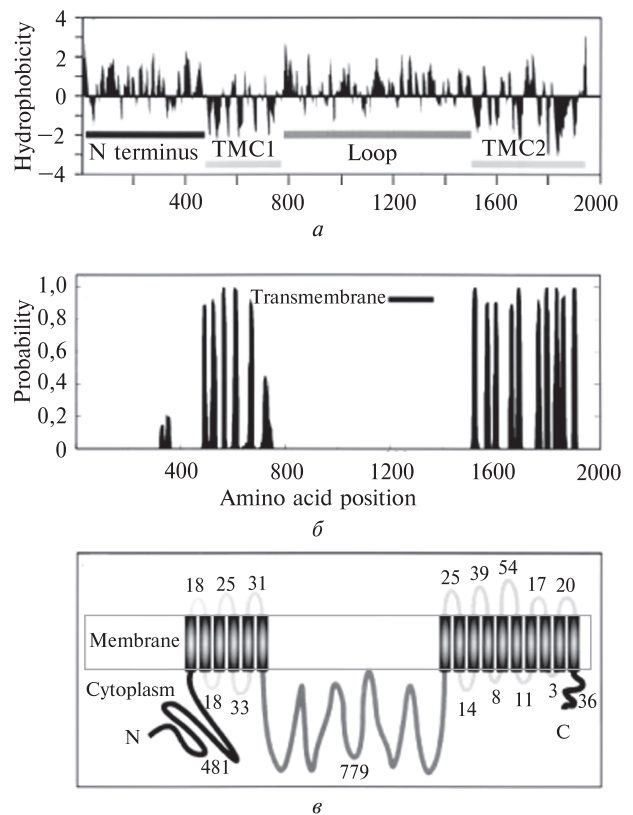 Hydrophobicity
4
2
0
−2
−4
N terminus TMC1 Loop TMC2
400 800 1200 1600 2000
а
Probability
1,0
0,8
0,6
0,4
0,2
0
Transmembrane
400 800 1200 1600 2000
Amino acid position
б
18 25 31 25 39 54 17 20
Membrane
Cytoplasm
18 33 14 8 11 3 36
N C
481 779
в